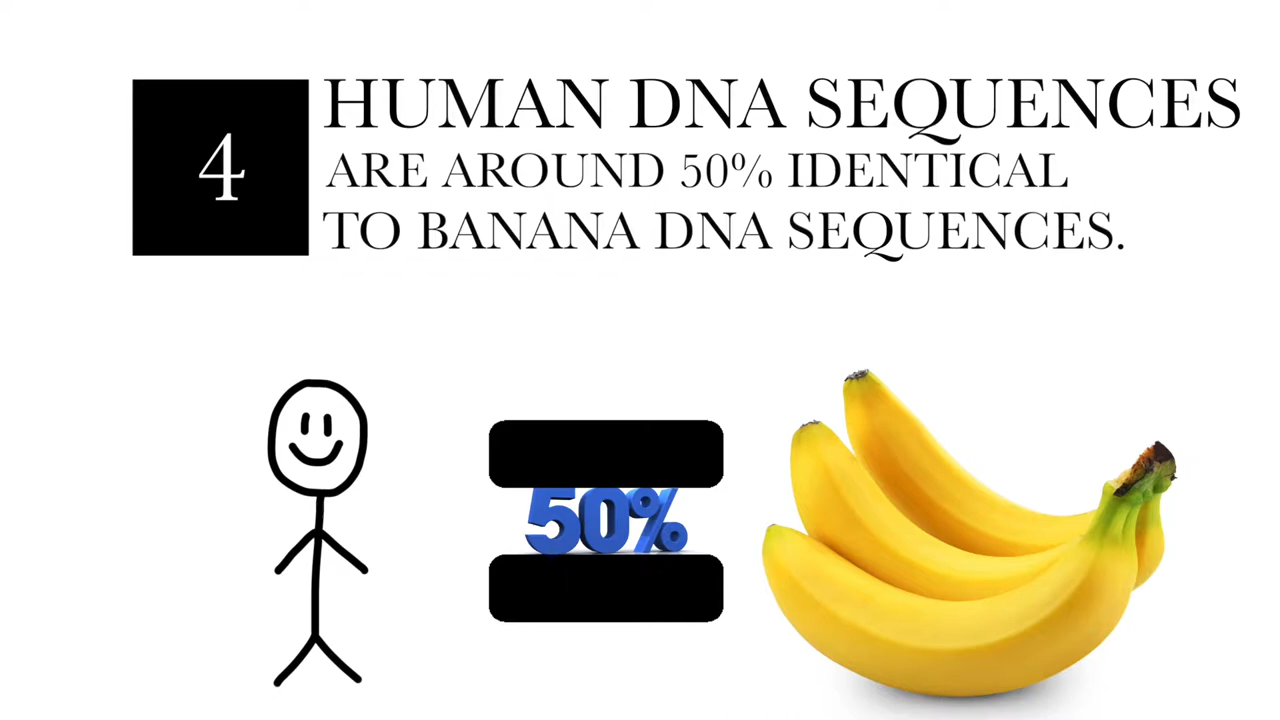 4
HUMAN DNA SEQUENCES
ARE AROUND 50% IDENTICAL
TO BANANA DNA SEQUENCES.
50%